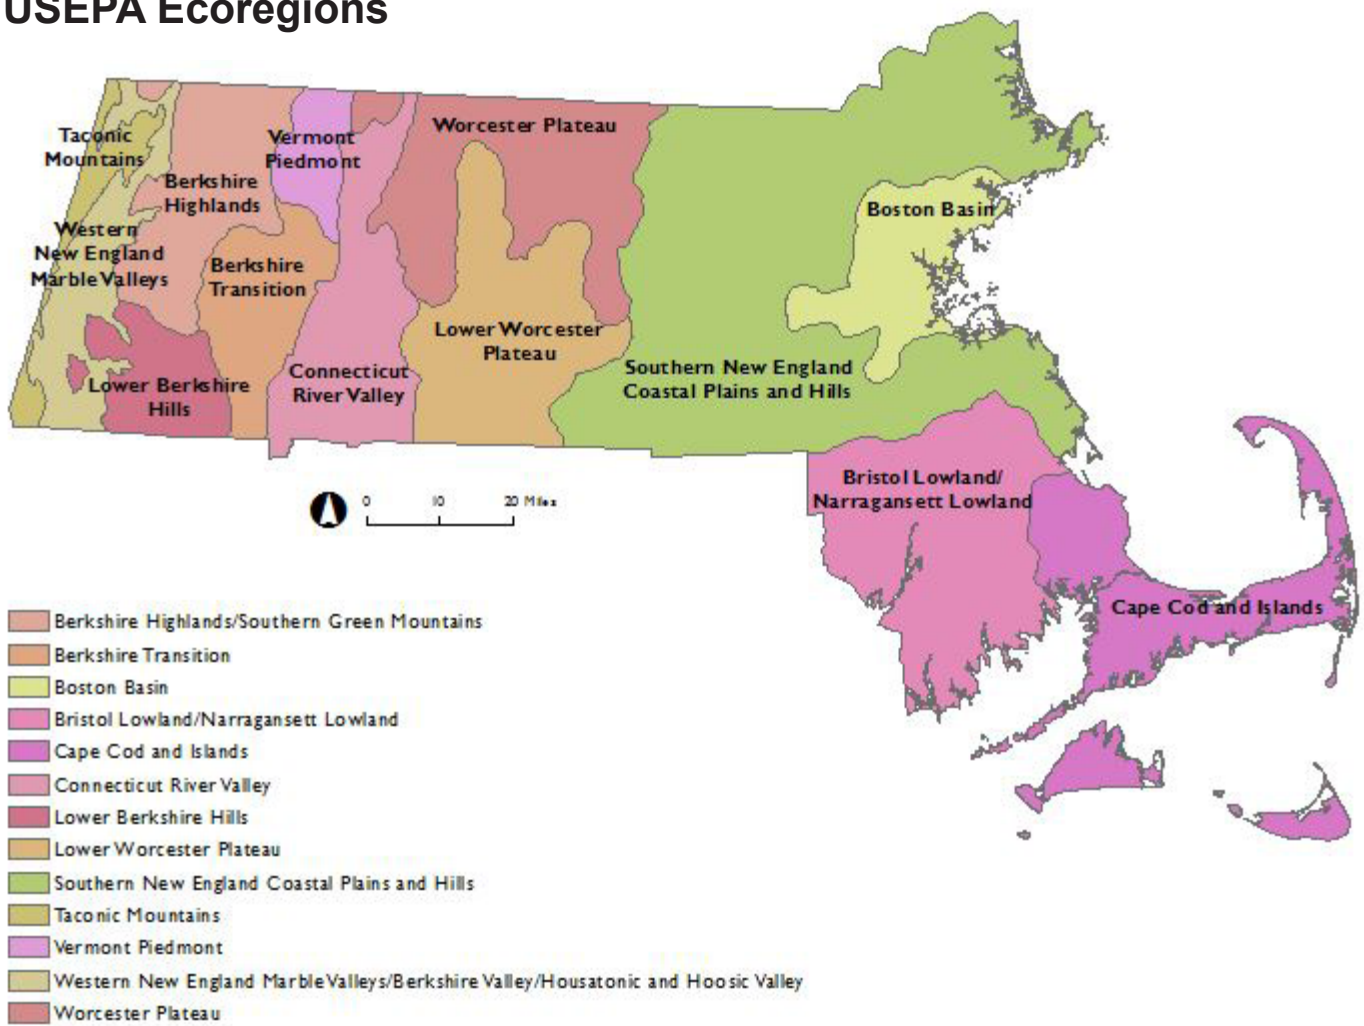 USEPA Ecoregions
Taconic
Mountains
Vermont
Piedmont
Worcester Plateau
Berkshire
Highlands
Boston Basin
Western
New England
Marble Valleys
Berkshire
Transition
Lower Worcester
Plateau
Southern New England
Coastal Plains and Hills
Connecticut
River Valley
Lower Berkshire
Hills
Bristol Lowland/
Narragansett Lowland
0 10 20 Miles
Cape Cod and Islands
Berkshire Highlands/Southern Green Mountains
Berkshire Transition
Boston Basin
Bristol Lowland/Narragansett Lowland
Cape Cod and Islands
Connecticut River Valley
Lower Berkshire Hills
Lower Worcester Plateau
Southern New England Coastal Plains and Hills
Taconic Mountains
Vermont Piedmont
Western New England Marble Valleys/Berkshire Valley/Housatonic and Hoosic Valley
Worcester Plateau